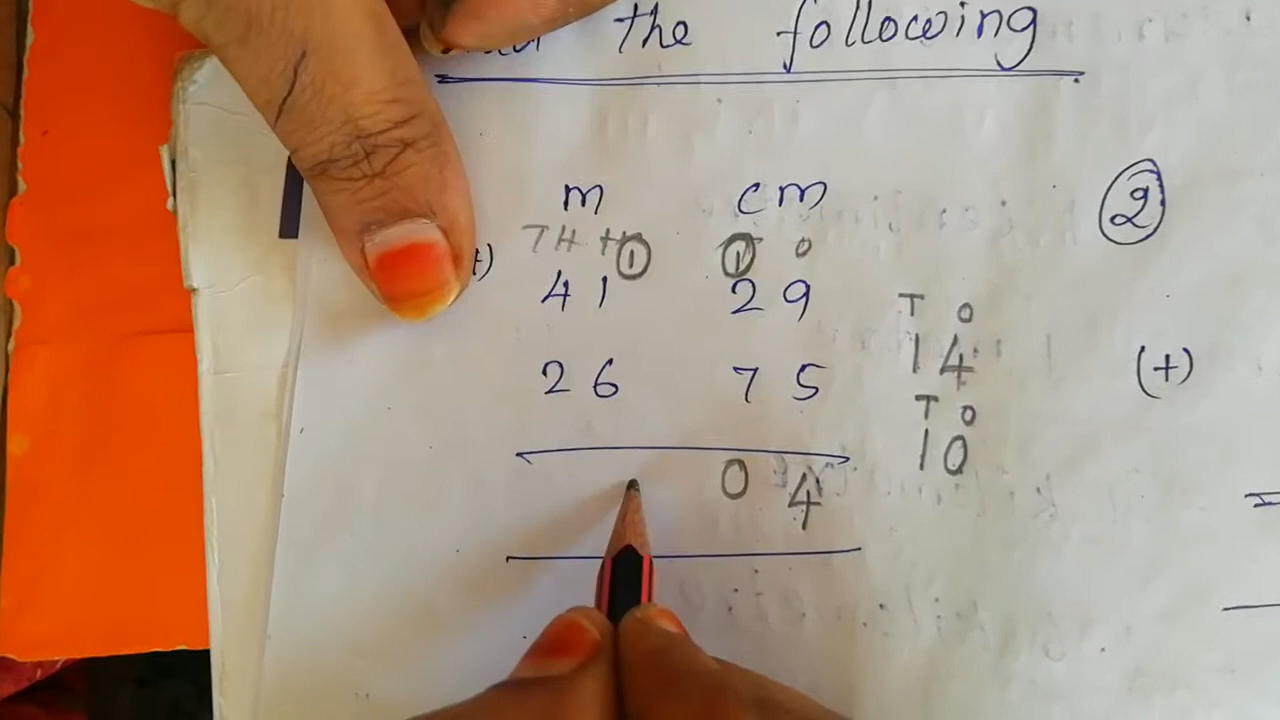 the following
m cm
TH H ① ① O
41 29
T O
14
26 75
T O
10
04
②
(+)